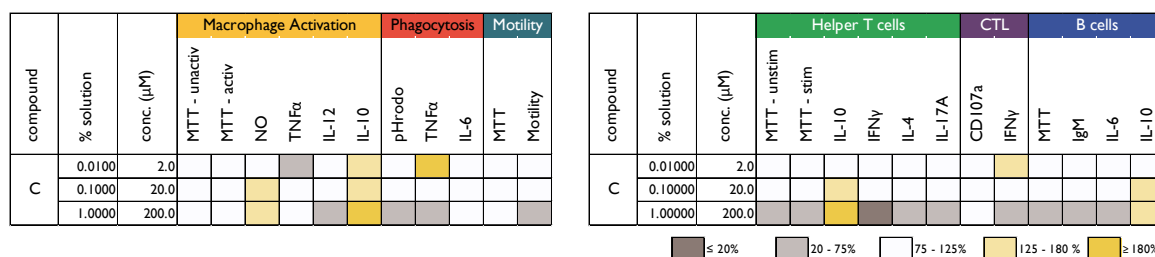 Macrophage Activation Phagocytosis Motility
compound % solution conc. (µM) MTT - unactiv MTT - activ NO TNFα IL-12 IL-10 pHrodo TNFα IL-6 MTT Motility
C
0.0100 2.0
0.1000 20.0
1.0000 200.0
Helper T cells CTL B cells
compound % solution conc. (µM) MTT - unstim MTT - stim IL-10 IFNγ IL-4 IL-17A CD107a IFNγ MTT IgM IL-6 IL-10
C
0.01000 2.0
0.10000 20.0
1.00000 200.0
≤ 20% 20 - 75% 75 - 125% 125 - 180 % ≥ 180%